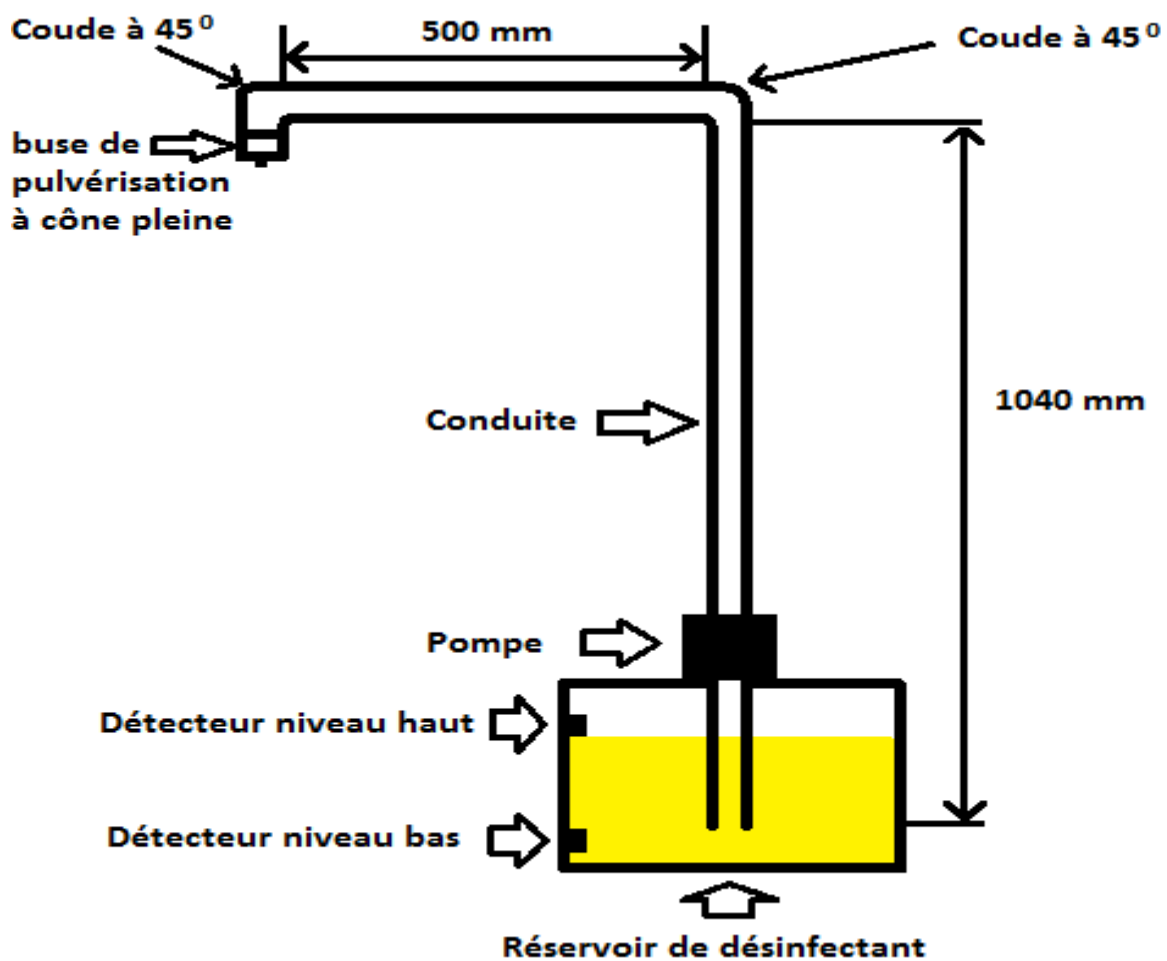 Coude à 45⁰
500 mm
Coude à 45⁰
buse de
pulvérisation
à cône pleine
1040 mm
Conduite
Pompe
Détecteur niveau haut
Détecteur niveau bas
Réservoir de désinfectant